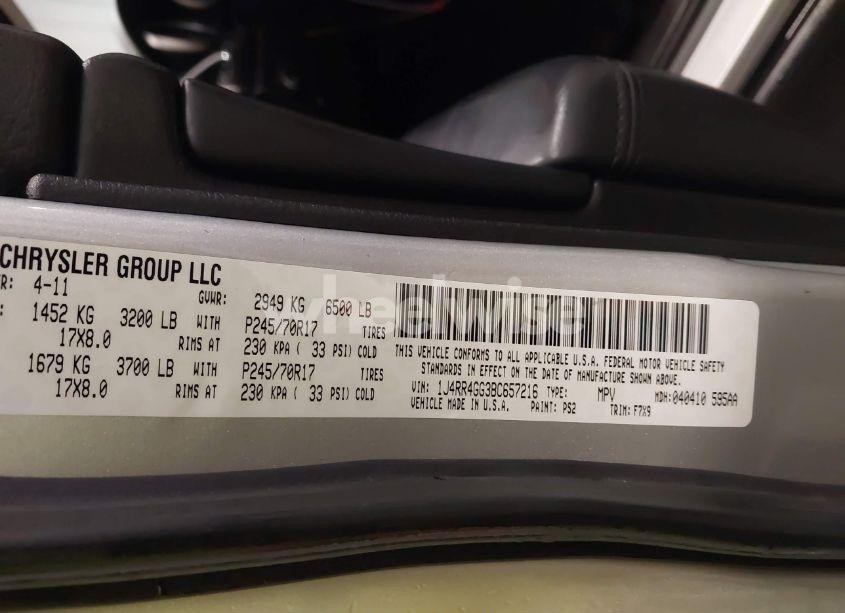 CHRYSLER GROUP LLC
4-11 GVWR: 2949 KG 6500 LB
1452 KG 3200 LB WITH P245/70R17 TIRES
17X8.0 RIMS AT 230 KPA ( 33 PSI) COLD
1679 KG 3700 LB WITH P245/70R17 TIRES
17X8.0 RIMS AT 230 KPA ( 33 PSI) COLD
THIS VEHICLE CONFORMS TO ALL APPLICABLE U.S.A. FEDERAL MOTOR VEHICLE SAFETY
STANDARDS IN EFFECT ON THE DATE OF MANUFACTURE SHOWN ABOVE.
VIN: 1J4RR4GG3BC657216 TYPE: MPV MDH: 040410 595AA
VEHICLE MADE IN U.S.A. PAINT: PS2 TRIM: F7X9
wheelwise